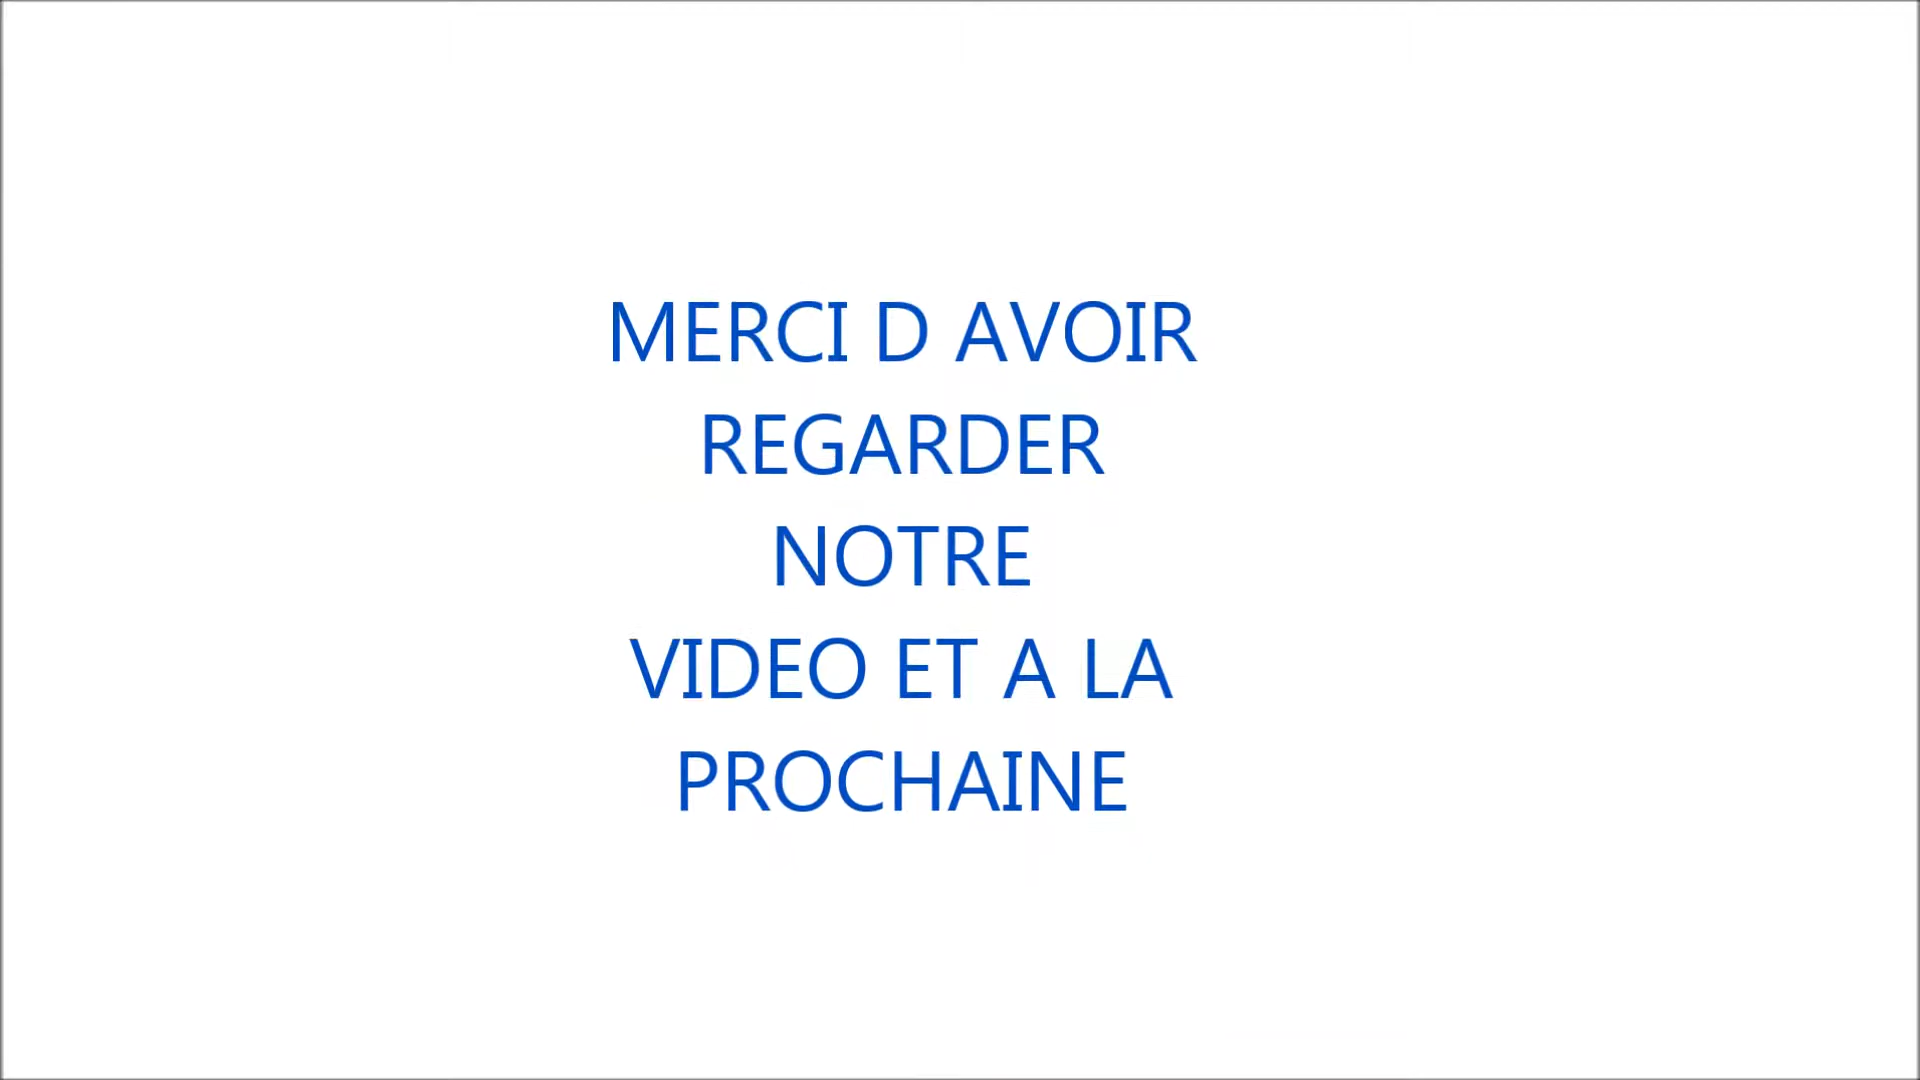 MERCI D AVOIR
REGARDER
NOTRE
VIDEO ET A LA
PROCHAINE